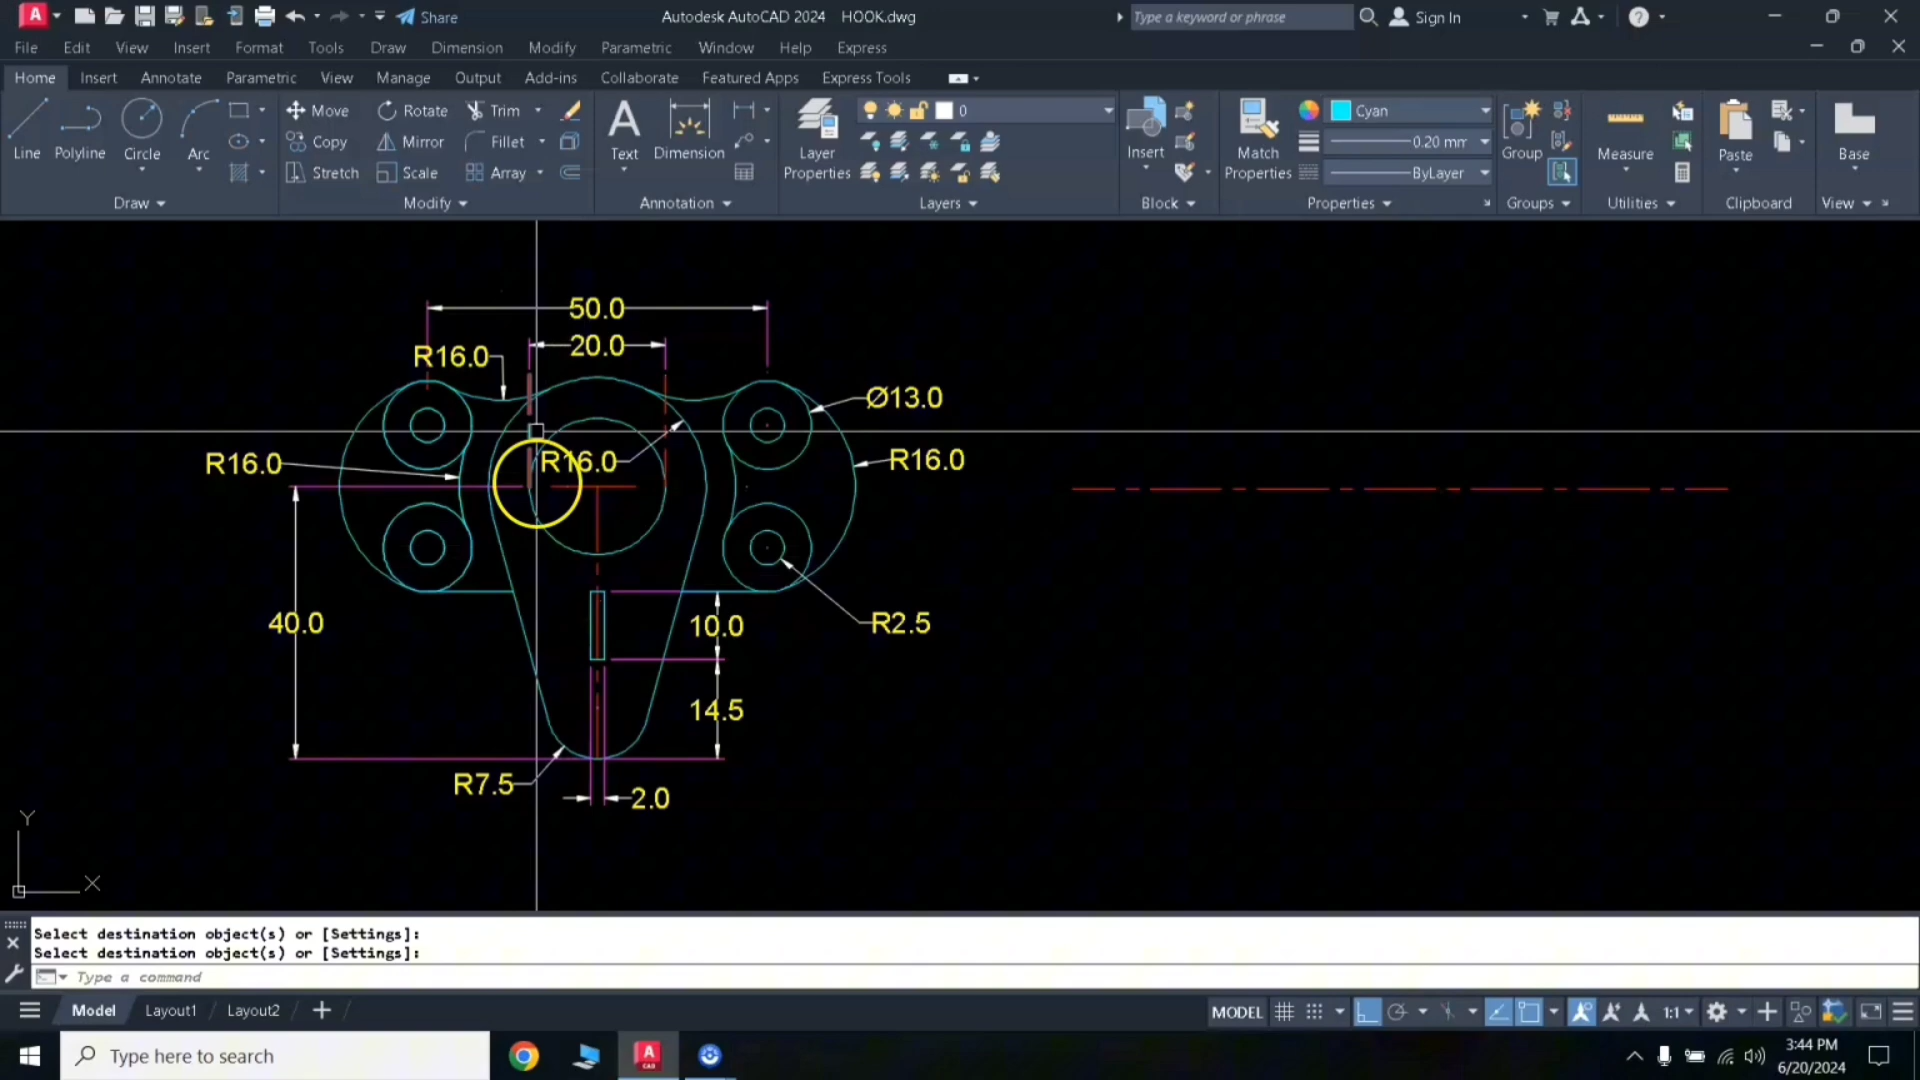 A Share Autodesk AutoCAD 2024 HOOK.dwg Type a keyword or phrase Sign In
File Edit View Insert Format Tools Draw Dimension Modify Parametric Window Help Express
Home Insert Annotate Parametric View Manage Output Add-ins Collaborate Featured Apps Express Tools
Move Rotate Trim 0 Cyan
Copy Mirror Fillet 0.20 mm
Line Polyline Circle Arc Text Dimension Layer Properties Insert Match Properties Group Measure Paste Base
Stretch Scale Array ByLayer
Draw Modify Annotation Layers Block Properties Groups Utilities Clipboard View
50.0
20.0
R16.0
Ø13.0
R16.0
R16.0
R16.0
40.0
10.0
R2.5
14.5
R7.5
2.0
Y
X
Select destination object(s) or [Settings]:
Select destination object(s) or [Settings]:
Type a command
Model Layout1 Layout2 MODEL 1:1
Type here to search
A
CAD
3:44 PM
6/20/2024